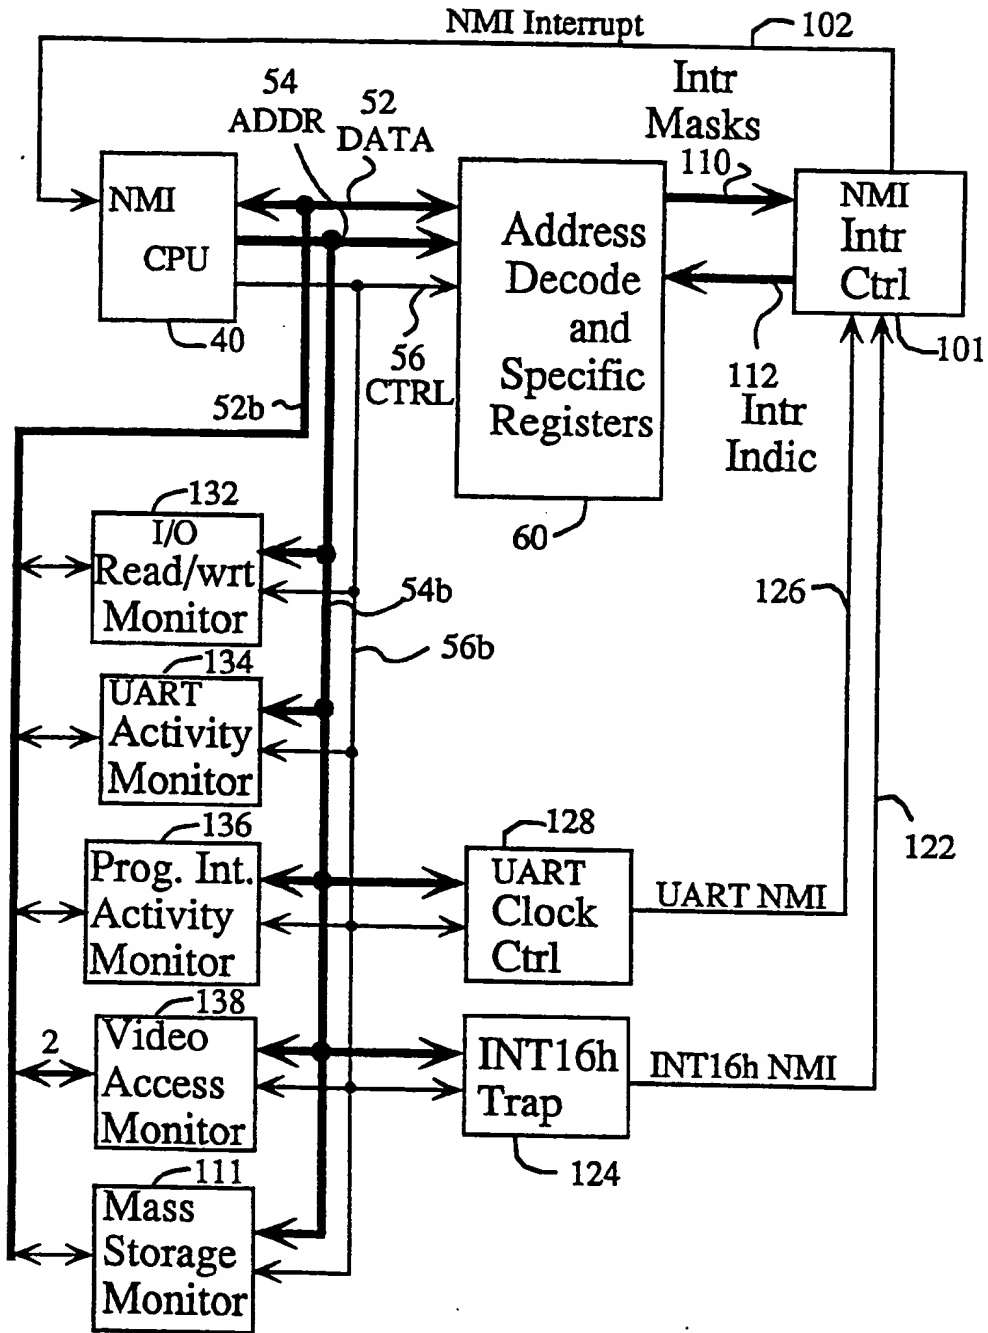 NMI Interrupt
102
54
ADDR
52
DATA
Intr
Masks
110
NMI
CPU
40
Address
Decode
and
Specific
Registers
60
NMI
Intr
Ctrl
101
56
CTRL
112
Intr
Indic
52b
132
I/O
Read/wrt
Monitor
54b
56b
126
122
134
UART
Activity
Monitor
136
Prog. Int.
Activity
Monitor
128
UART
Clock
Ctrl
UART NMI
138
2
Video
Access
Monitor
INT16h
Trap
INT16h NMI
124
111
Mass
Storage
Monitor